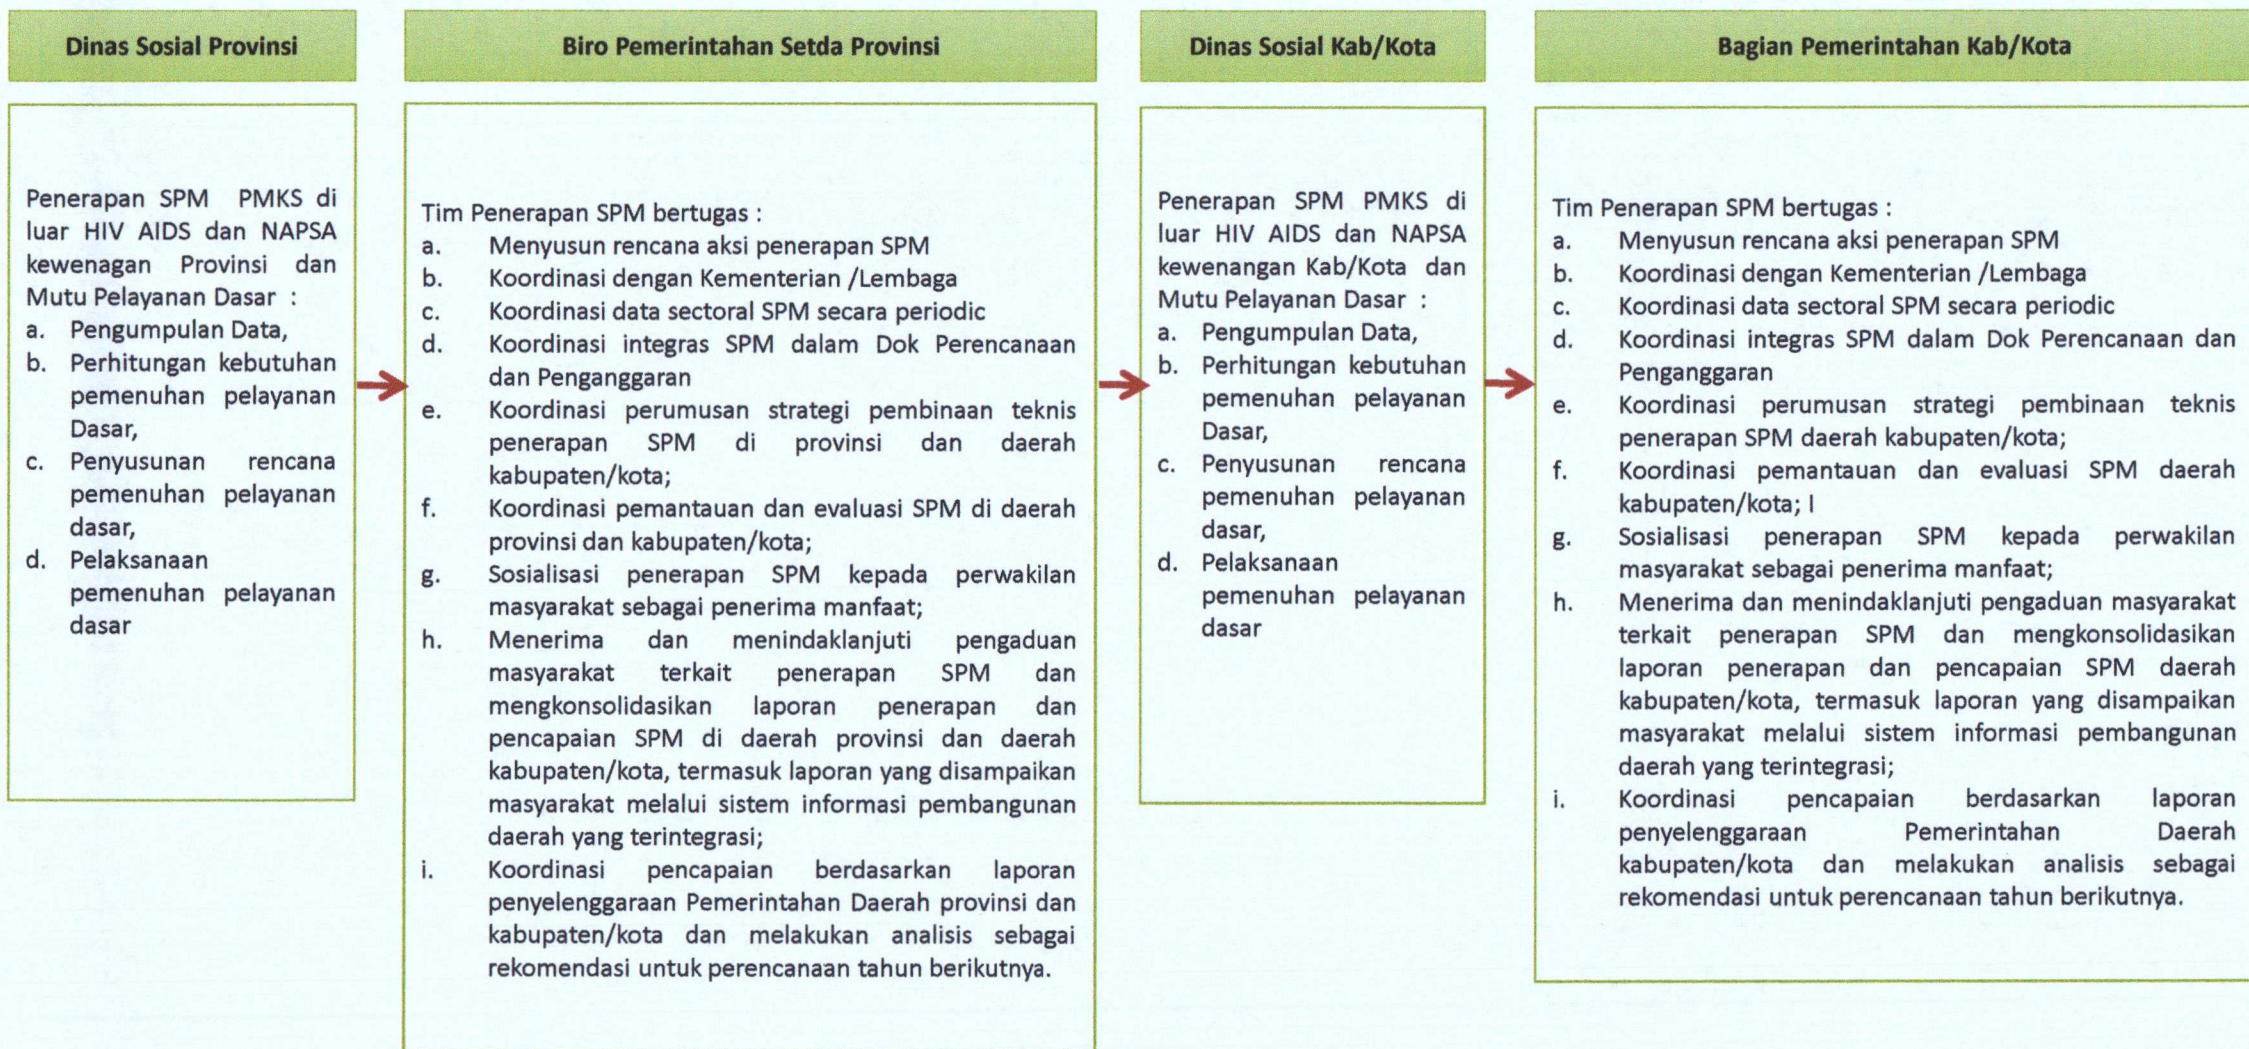 Dinas Sosial Provinsi
Penerapan SPM PMKS di
luar HIV AIDS dan NAPSA
kewenagan Provinsi dan
Mutu Pelayanan Dasar :
a. Pengumpulan Data,
b. Perhitungan kebutuhan
pemenuhan pelayanan
Dasar,
c. Penyusunan rencana
pemenuhan pelayanan
dasar,
d. Pelaksanaan
pemenuhan pelayanan
dasar
Biro Pemerintahan Setda Provinsi
Tim Penerapan SPM bertugas :
a. Menyusun rencana aksi penerapan SPM
b. Koordinasi dengan Kementerian /Lembaga
c. Koordinasi data sectoral SPM secara periodic
d. Koordinasi integras SPM dalam Dok Perencanaan
dan Penganggaran
e. Koordinasi perumusan strategi pembinaan teknis
penerapan SPM di provinsi dan daerah
kabupaten/kota;
f. Koordinasi pemantauan dan evaluasi SPM di daerah
provinsi dan kabupaten/kota;
g. Sosialisasi penerapan SPM kepada perwakilan
masyarakat sebagai penerima manfaat;
h. Menerima dan menindaklanjuti pengaduan
masyarakat terkait penerapan SPM dan
mengkonsolidasikan laporan penerapan dan
pencapaian SPM di daerah provinsi dan daerah
kabupaten/kota, termasuk laporan yang disampaikan
masyarakat melalui sistem informasi pembangunan
daerah yang terintegrasi;
i. Koordinasi pencapaian berdasarkan laporan
penyelenggaraan Pemerintahan Daerah provinsi dan
kabupaten/kota dan melakukan analisis sebagai
rekomendasi untuk perencanaan tahun berikutnya.
Dinas Sosial Kab/Kota
Penerapan SPM PMKS di
luar HIV AIDS dan NAPSA
kewenangan Kab/Kota dan
Mutu Pelayanan Dasar :
a. Pengumpulan Data,
b. Perhitungan kebutuhan
pemenuhan pelayanan
Dasar,
c. Penyusunan rencana
pemenuhan pelayanan
dasar,
d. Pelaksanaan
pemenuhan pelayanan
dasar
Bagian Pemerintahan Kab/Kota
Tim Penerapan SPM bertugas :
a. Menyusun rencana aksi penerapan SPM
b. Koordinasi dengan Kementerian /Lembaga
c. Koordinasi data sectoral SPM secara periodic
d. Koordinasi integras SPM dalam Dok Perencanaan dan
Penganggaran
e. Koordinasi perumusan strategi pembinaan teknis
penerapan SPM daerah kabupaten/kota;
f. Koordinasi pemantauan dan evaluasi SPM daerah
kabupaten/kota; I
g. Sosialisasi penerapan SPM kepada perwakilan
masyarakat sebagai penerima manfaat;
h. Menerima dan menindaklanjuti pengaduan masyarakat
terkait penerapan SPM dan mengkonsolidasikan
laporan penerapan dan pencapaian SPM daerah
kabupaten/kota, termasuk laporan yang disampaikan
masyarakat melalui sistem informasi pembangunan
daerah yang terintegrasi;
i. Koordinasi pencapaian berdasarkan laporan
penyelenggaraan Pemerintahan Daerah
kabupaten/kota dan melakukan analisis sebagai
rekomendasi untuk perencanaan tahun berikutnya.